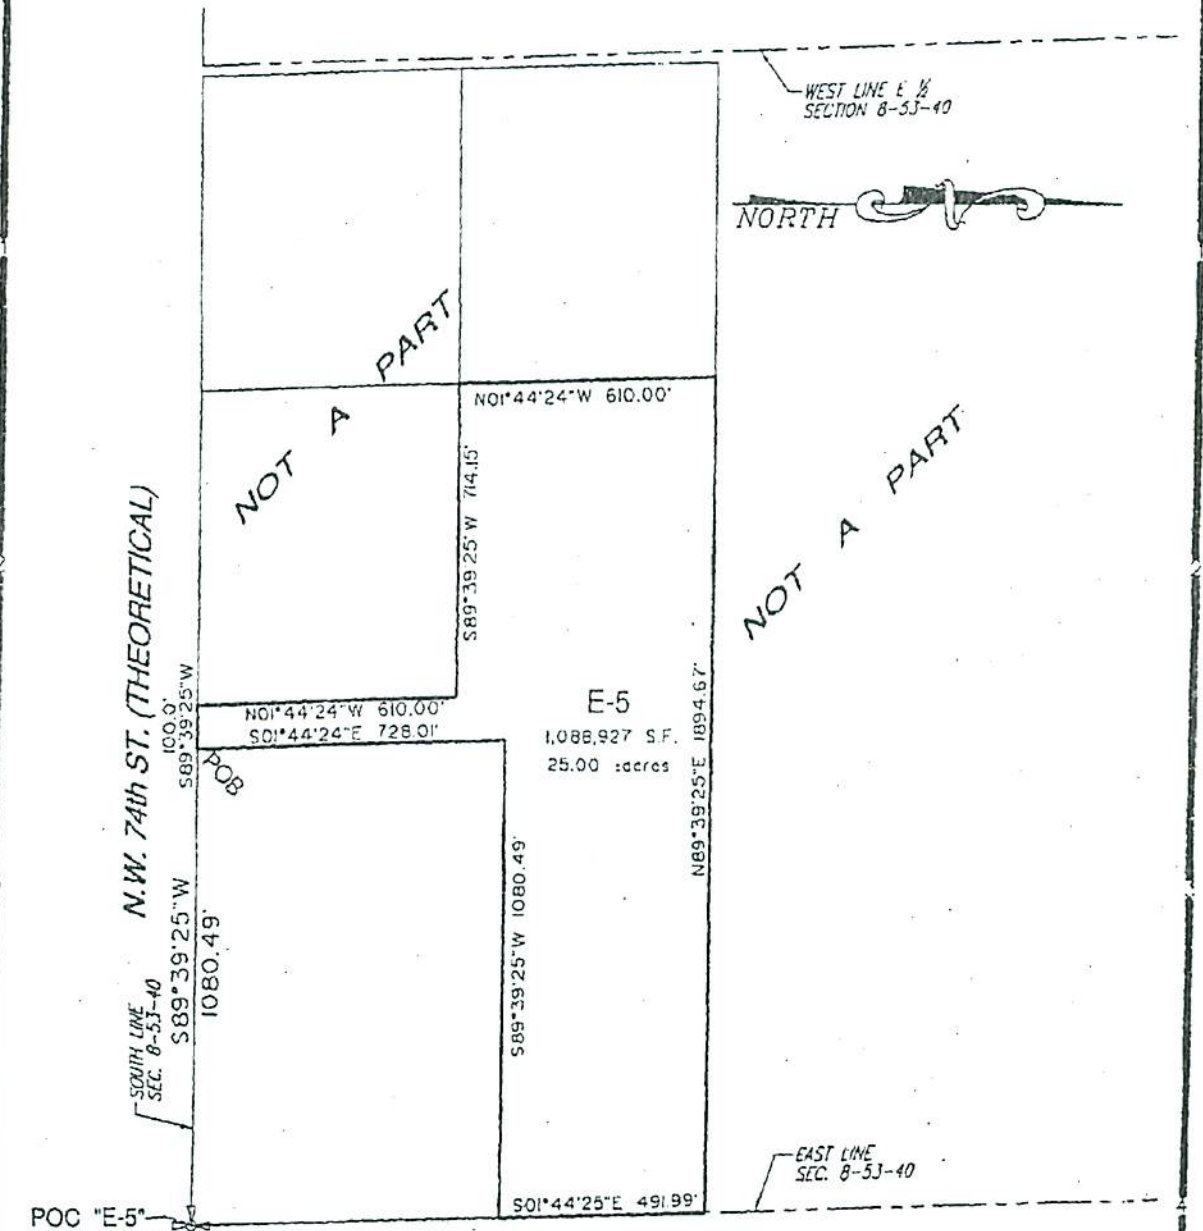 WEST LINE E ½
SECTION 8-53-40
NORTH
NOT A PART
N01°44'24"W 610.00'
S89°39'25"W 714.15'
NOT A PART
N.W. 74th ST. (THEORETICAL)
100.0'
S89°39'25"W
N01°44'24"W 610.00'
S01°44'24"E 728.01'
POB
E-5
1,088,927 S.F.
25.00 ±acres
N89°39'25"E 1894.67'
S89°39'25"W
1080.49'
S89°39'25"W 1080.49'
SOUTH LINE
SEC. 8-53-40
EAST LINE
SEC. 8-53-40
S01°44'25"E 491.99'
POC "E-5"